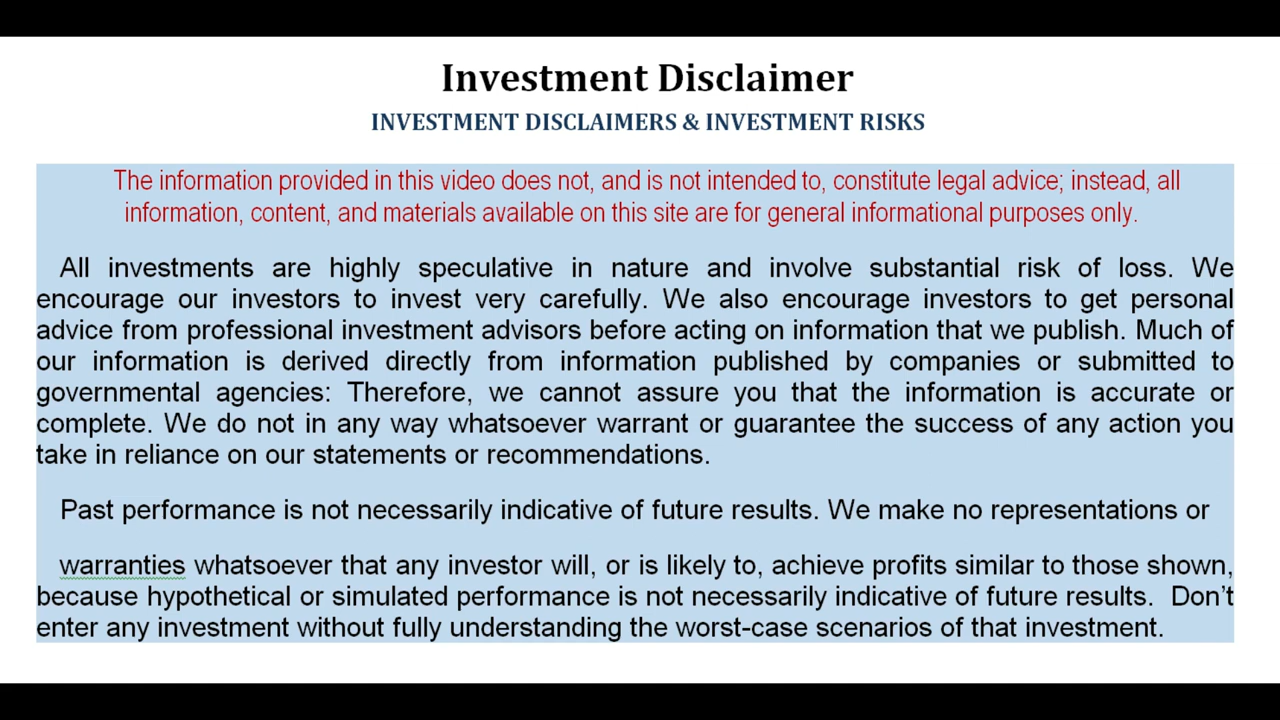 Investment Disclaimer
INVESTMENT DISCLAIMERS & INVESTMENT RISKS
The information provided in this video does not, and is not intended to, constitute legal advice; instead, all
information, content, and materials available on this site are for general informational purposes only.
All investments are highly speculative in nature and involve substantial risk of loss. We
encourage our investors to invest very carefully. We also encourage investors to get personal
advice from professional investment advisors before acting on information that we publish. Much of
our information is derived directly from information published by companies or submitted to
governmental agencies: Therefore, we cannot assure you that the information is accurate or
complete. We do not in any way whatsoever warrant or guarantee the success of any action you
take in reliance on our statements or recommendations.
Past performance is not necessarily indicative of future results. We make no representations or
warranties whatsoever that any investor will, or is likely to, achieve profits similar to those shown,
because hypothetical or simulated performance is not necessarily indicative of future results.  Don’t
enter any investment without fully understanding the worst-case scenarios of that investment.